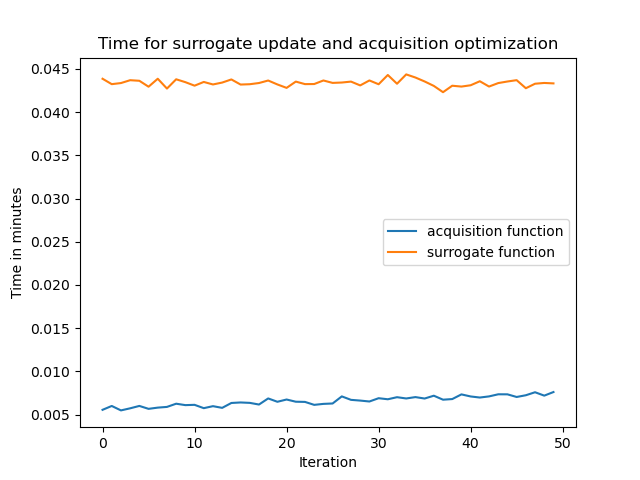 Time for surrogate update and acquisition optimization
0.045
0.040
0.035
0.030
0.025
0.020
0.015
0.010
0.005
Time in minutes
acquisition function
surrogate function
0 10 20 30 40 50
Iteration